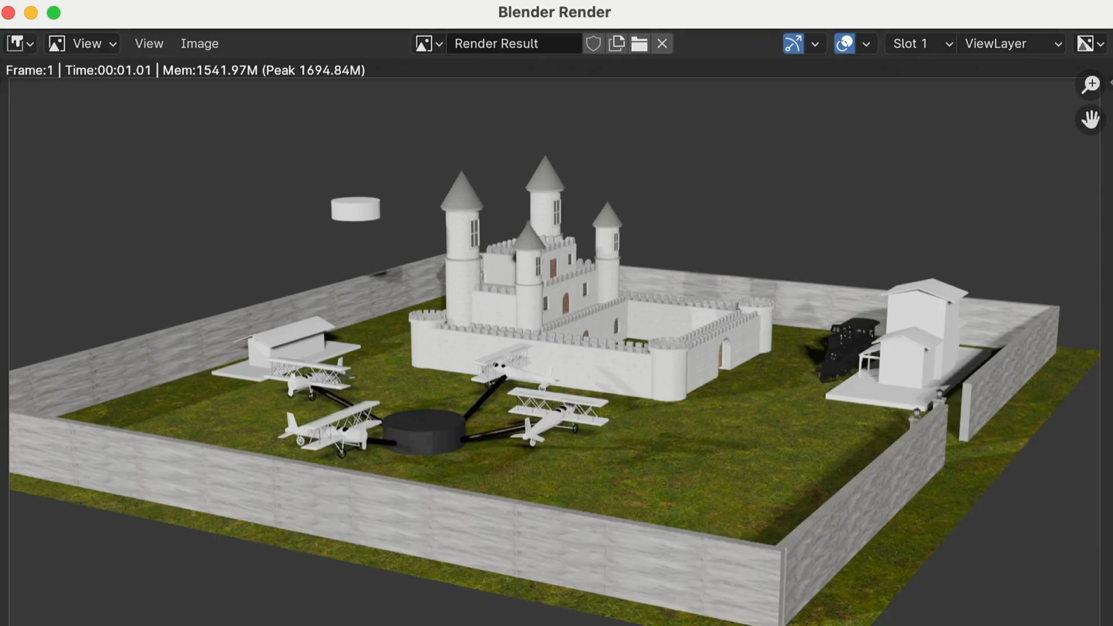 Blender Render
View View Image Render Result Slot 1 ViewLayer
Frame:1 | Time:00:01.01 | Mem:1541.97M (Peak 1694.84M)